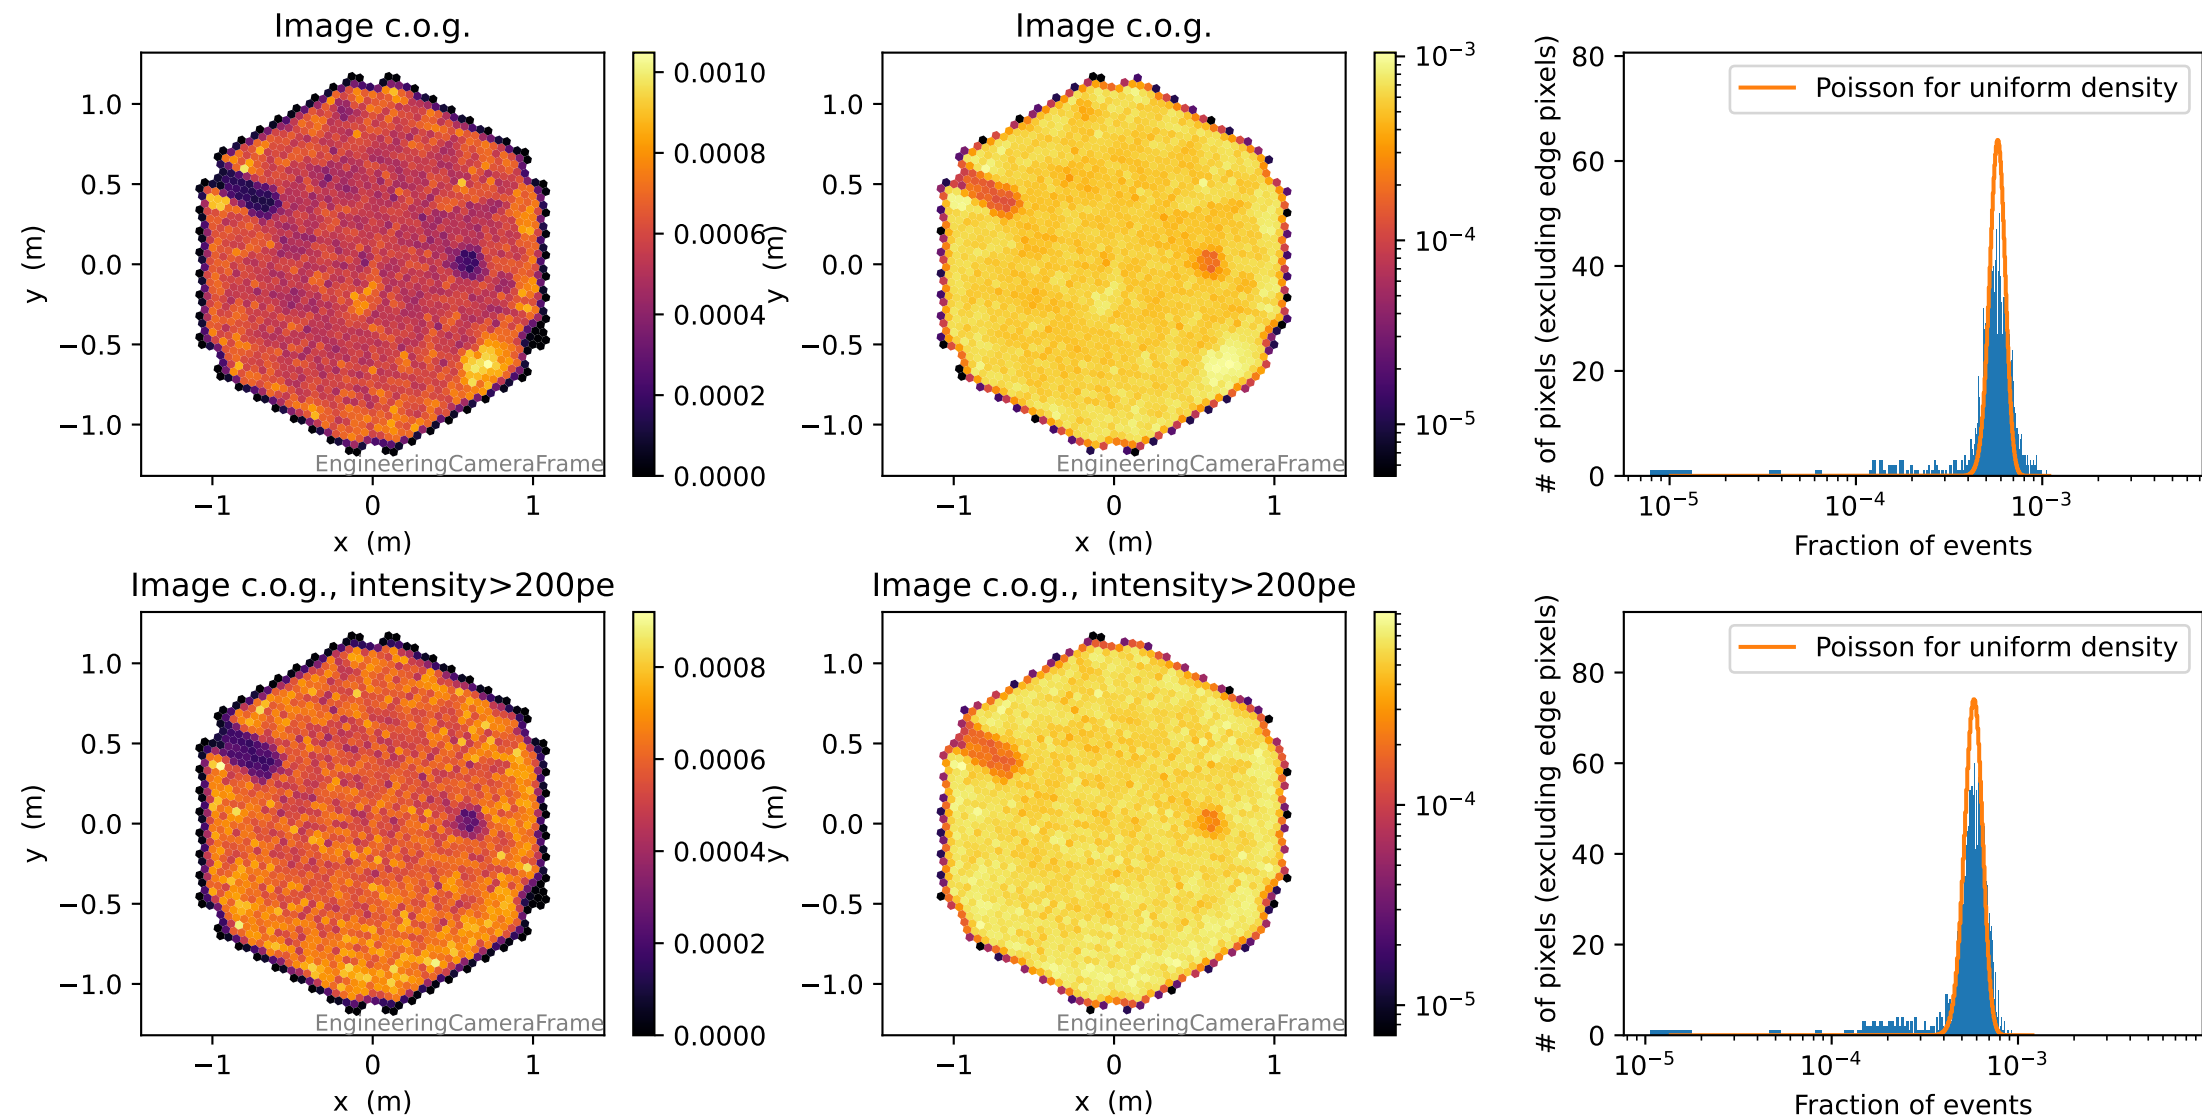 Image c.o.g.
1.0
0.5
0.0
−0.5
−1.0
y (m)
−1 0 1
x (m)
EngineeringCameraFrame
0.0010
0.0008
0.0006
0.0004
0.0002
0.0000
Image c.o.g.
1.0
0.5
0.0
−0.5
−1.0
y (m)
−1 0 1
x (m)
EngineeringCameraFrame
10−3
10−4
10−5
80
60
40
20
0
# of pixels (excluding edge pixels)
Poisson for uniform density
10−5 10−4 10−3
Fraction of events
Image c.o.g., intensity>200pe
1.0
0.5
0.0
−0.5
−1.0
y (m)
−1 0 1
x (m)
EngineeringCameraFrame
0.0008
0.0006
0.0004
0.0002
0.0000
Image c.o.g., intensity>200pe
1.0
0.5
0.0
−0.5
−1.0
y (m)
−1 0 1
x (m)
EngineeringCameraFrame
10−4
10−5
80
60
40
20
0
# of pixels (excluding edge pixels)
Poisson for uniform density
10−5 10−4 10−3
Fraction of events